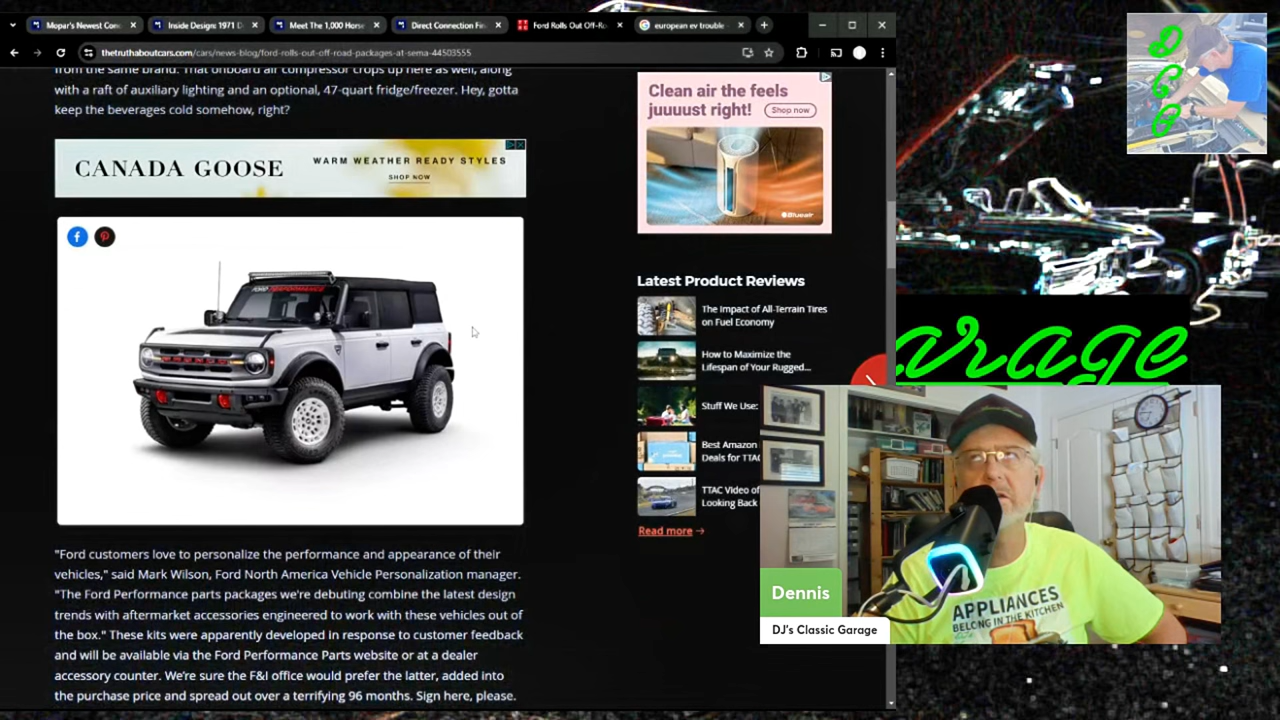 Mopar's Newest Con
Inside Design: 1971 D
Meet The 1,000 Horse
Direct Connection Fi
Ford Rolls Out Off-Ro
european ev trouble
thetruthaboutcars.com/cars/news-blog/ford-rolls-out-off-road-packages-at-sema-44503555
from the same brand. That onboard air compressor crops up here as well, along
with a raft of auxiliary lighting and an optional, 47-quart fridge/freezer. Hey, gotta
keep the beverages cold somehow, right?
CANADA GOOSE
WARM WEATHER READY STYLES
SHOP NOW
FORD PERFORMANCE
"Ford customers love to personalize the performance and appearance of their
vehicles," said Mark Wilson, Ford North America Vehicle Personalization manager.
"The Ford Performance parts packages we're debuting combine the latest design
trends with aftermarket accessories engineered to work with these vehicles out of
the box." These kits were apparently developed in response to customer feedback
and will be available via the Ford Performance Parts website or at a dealer
accessory counter. We're sure the F&I office would prefer the latter, added into
the purchase price and spread out over a terrifying 96 months. Sign here, please.
Clean air the feels
juuuust right!
Shop now
Blueair
Latest Product Reviews
The Impact of All-Terrain Tires
on Fuel Economy
How to Maximize the
Lifespan of Your Rugged...
Stuff We Use:
Best Amazon
Deals for TTAC
TTAC Video of
Looking Back
Read more →
DCG
arage
Dennis
DJ's Classic Garage
APPLIANCES
BELONG IN THE KITCHEN